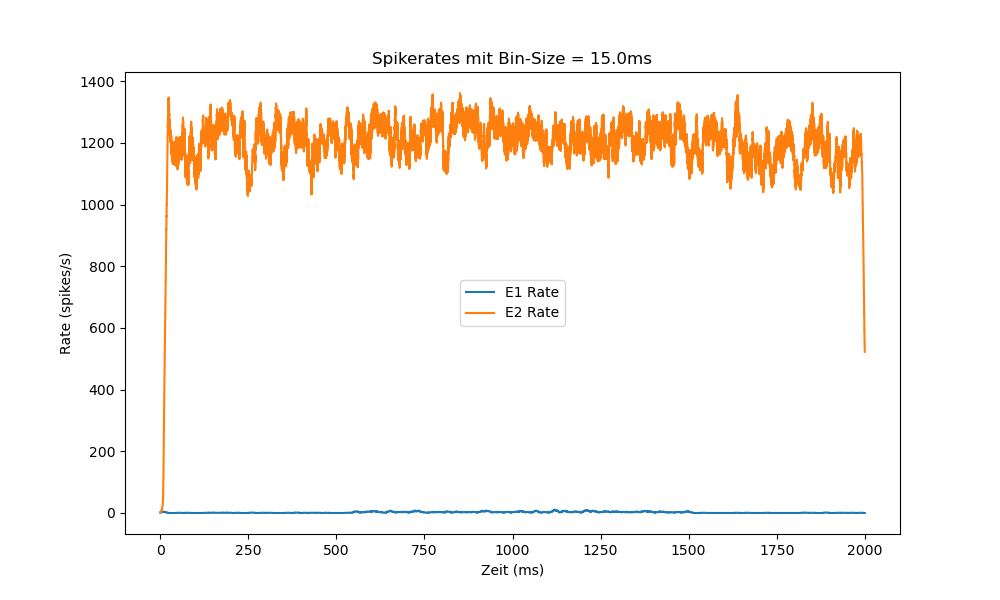 Spikerates mit Bin-Size = 15.0ms
1400
1200
1000
800
600
400
200
0
Rate (spikes/s)
E1 Rate
E2 Rate
0 250 500 750 1000 1250 1500 1750 2000
Zeit (ms)